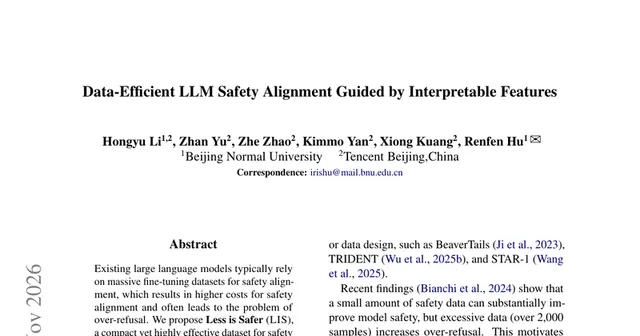 Data-Efficient LLM Safety Alignment Guided by Interpretable Features
Hongyu Li1,2, Zhan Yu2, Zhe Zhao2, Kimmo Yan2, Xiong Kuang2, Renfen Hu1✉
1Beijing Normal University 2Tencent Beijing,China
Correspondence: irishu@mail.bnu.edu.cn
Abstract
Existing large language models typically rely
on massive fine-tuning datasets for safety align-
ment, which results in higher costs for safety
alignment and often leads to the problem of
over-refusal. We propose Less is Safer (LIS),
a compact yet highly effective dataset for safety
or data design, such as BeaverTails (Ji et al., 2023),
TRIDENT (Wu et al., 2025b), and STAR-1 (Wang
et al., 2025).
Recent findings (Bianchi et al., 2024) show that
a small amount of safety data can substantially im-
prove model safety, but excessive data (over 2,000
samples) increases over-refusal. This motivates
Nov 2026